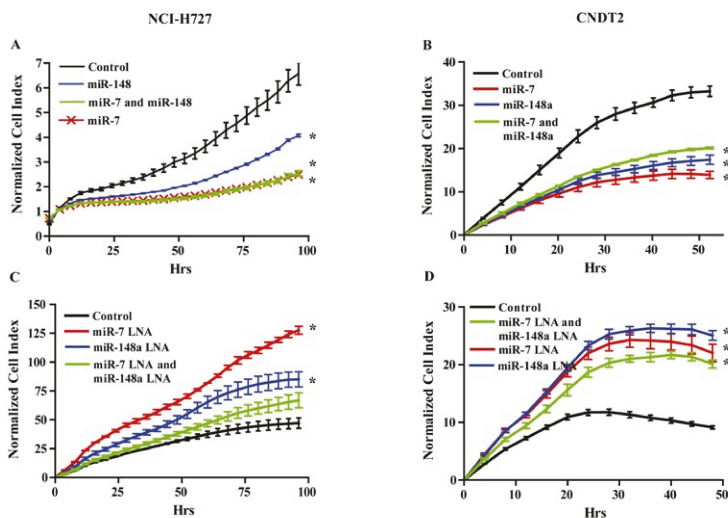 NCI-H727
CNDT2
A
Normalized Cell Index
7
6
5
4
3
2
1
0
Control
miR-148
miR-7 and miR-148
miR-7
*
*
*
0 25 50 75 100
Hrs
B
Normalized Cell Index
40
30
20
10
0
Control
miR-7
miR-148a
miR-7 and
miR-148a
*
*
*
0 10 20 30 40 50
Hrs
C
Normalized Cell Index
150
125
100
75
50
25
0
Control
miR-7 LNA
miR-148a LNA
miR-7 LNA and
miR-148a LNA
*
*
0 25 50 75 100
Hrs
D
Normalized Cell Index
30
20
10
0
Control
miR-7 LNA and
miR-148a LNA
miR-7 LNA
miR-148a LNA
*
*
*
0 10 20 30 40 50
Hrs